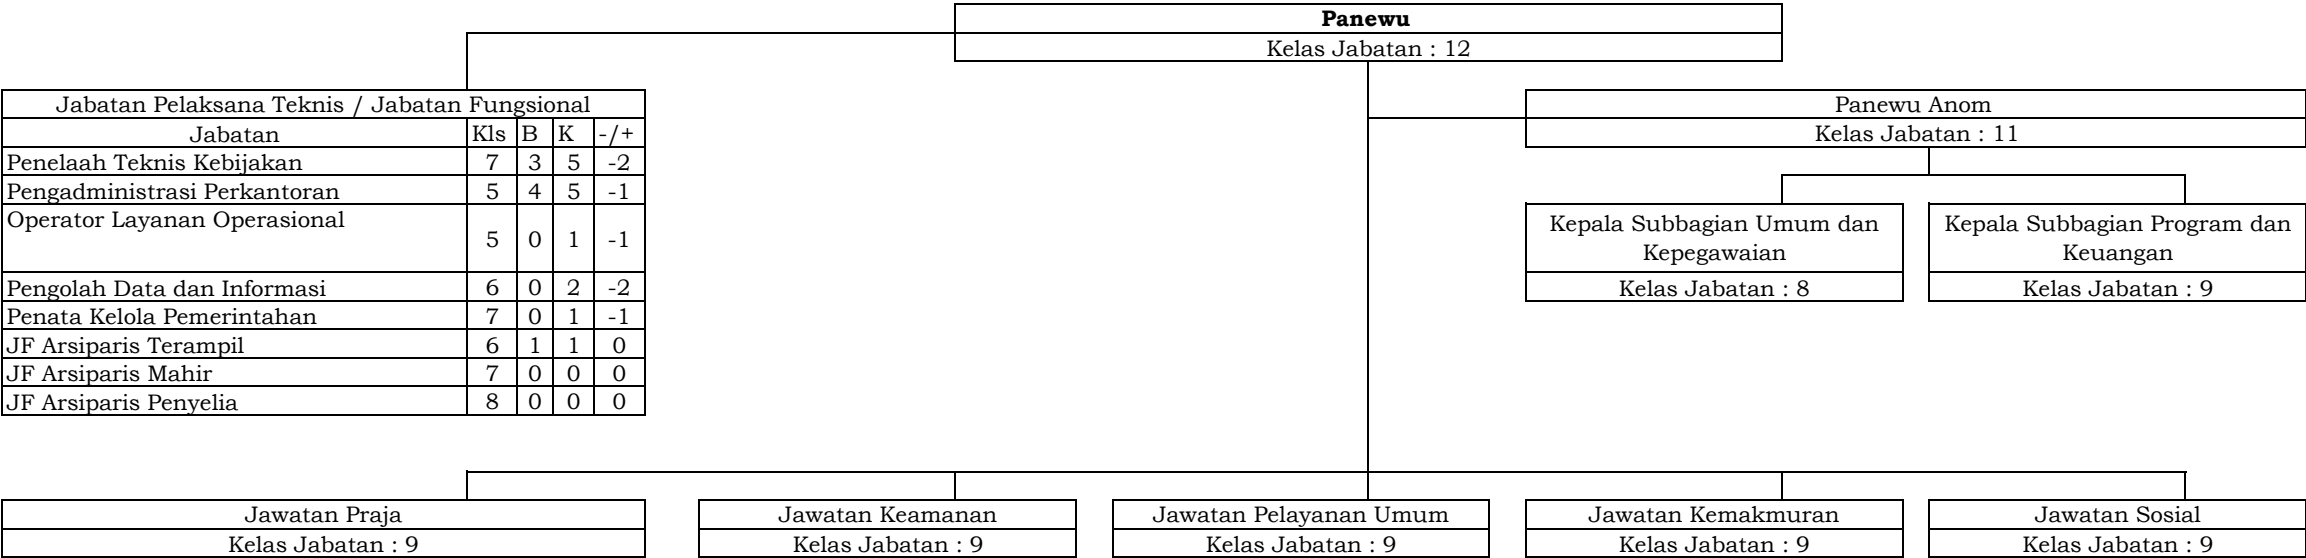 Panewu
Kelas Jabatan : 12
Jabatan Pelaksana Teknis / Jabatan Fungsional
Jabatan Kls B K -/+
Penelaah Teknis Kebijakan 7 3 5 -2
Pengadministrasi Perkantoran 5 4 5 -1
Operator Layanan Operasional 5 0 1 -1
Pengolah Data dan Informasi 6 0 2 -2
Penata Kelola Pemerintahan 7 0 1 -1
JF Arsiparis Terampil 6 1 1 0
JF Arsiparis Mahir 7 0 0 0
JF Arsiparis Penyelia 8 0 0 0
Panewu Anom
Kelas Jabatan : 11
Kepala Subbagian Umum dan
Kepegawaian
Kelas Jabatan : 8
Kepala Subbagian Program dan
Keuangan
Kelas Jabatan : 9
Jawatan Praja
Kelas Jabatan : 9
Jawatan Keamanan
Kelas Jabatan : 9
Jawatan Pelayanan Umum
Kelas Jabatan : 9
Jawatan Kemakmuran
Kelas Jabatan : 9
Jawatan Sosial
Kelas Jabatan : 9